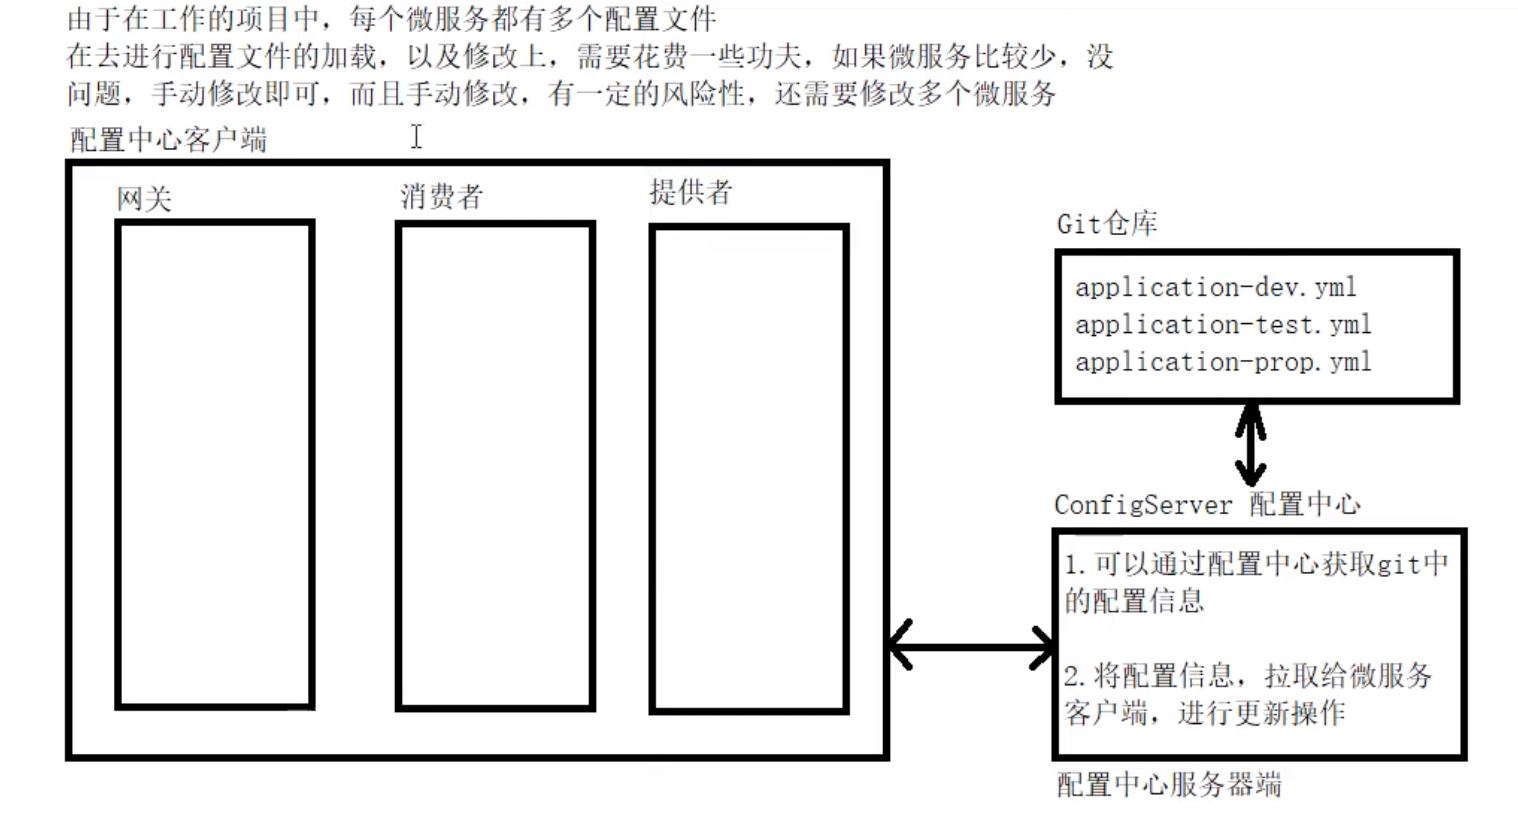 由于在工作的项目中，每个微服务都有多个配置文件
在去进行配置文件的加载，以及修改上，需要花费一些功夫，如果微服务比较少，没
问题，手动修改即可，而且手动修改，有一定的风险性，还需要修改多个微服务
配置中心客户端
网关
消费者
提供者
Git仓库
application-dev.yml
application-test.yml
application-prop.yml
ConfigServer 配置中心
1.可以通过配置中心获取git中
的配置信息
2.将配置信息，拉取给微服务
客户端，进行更新操作
配置中心服务器端